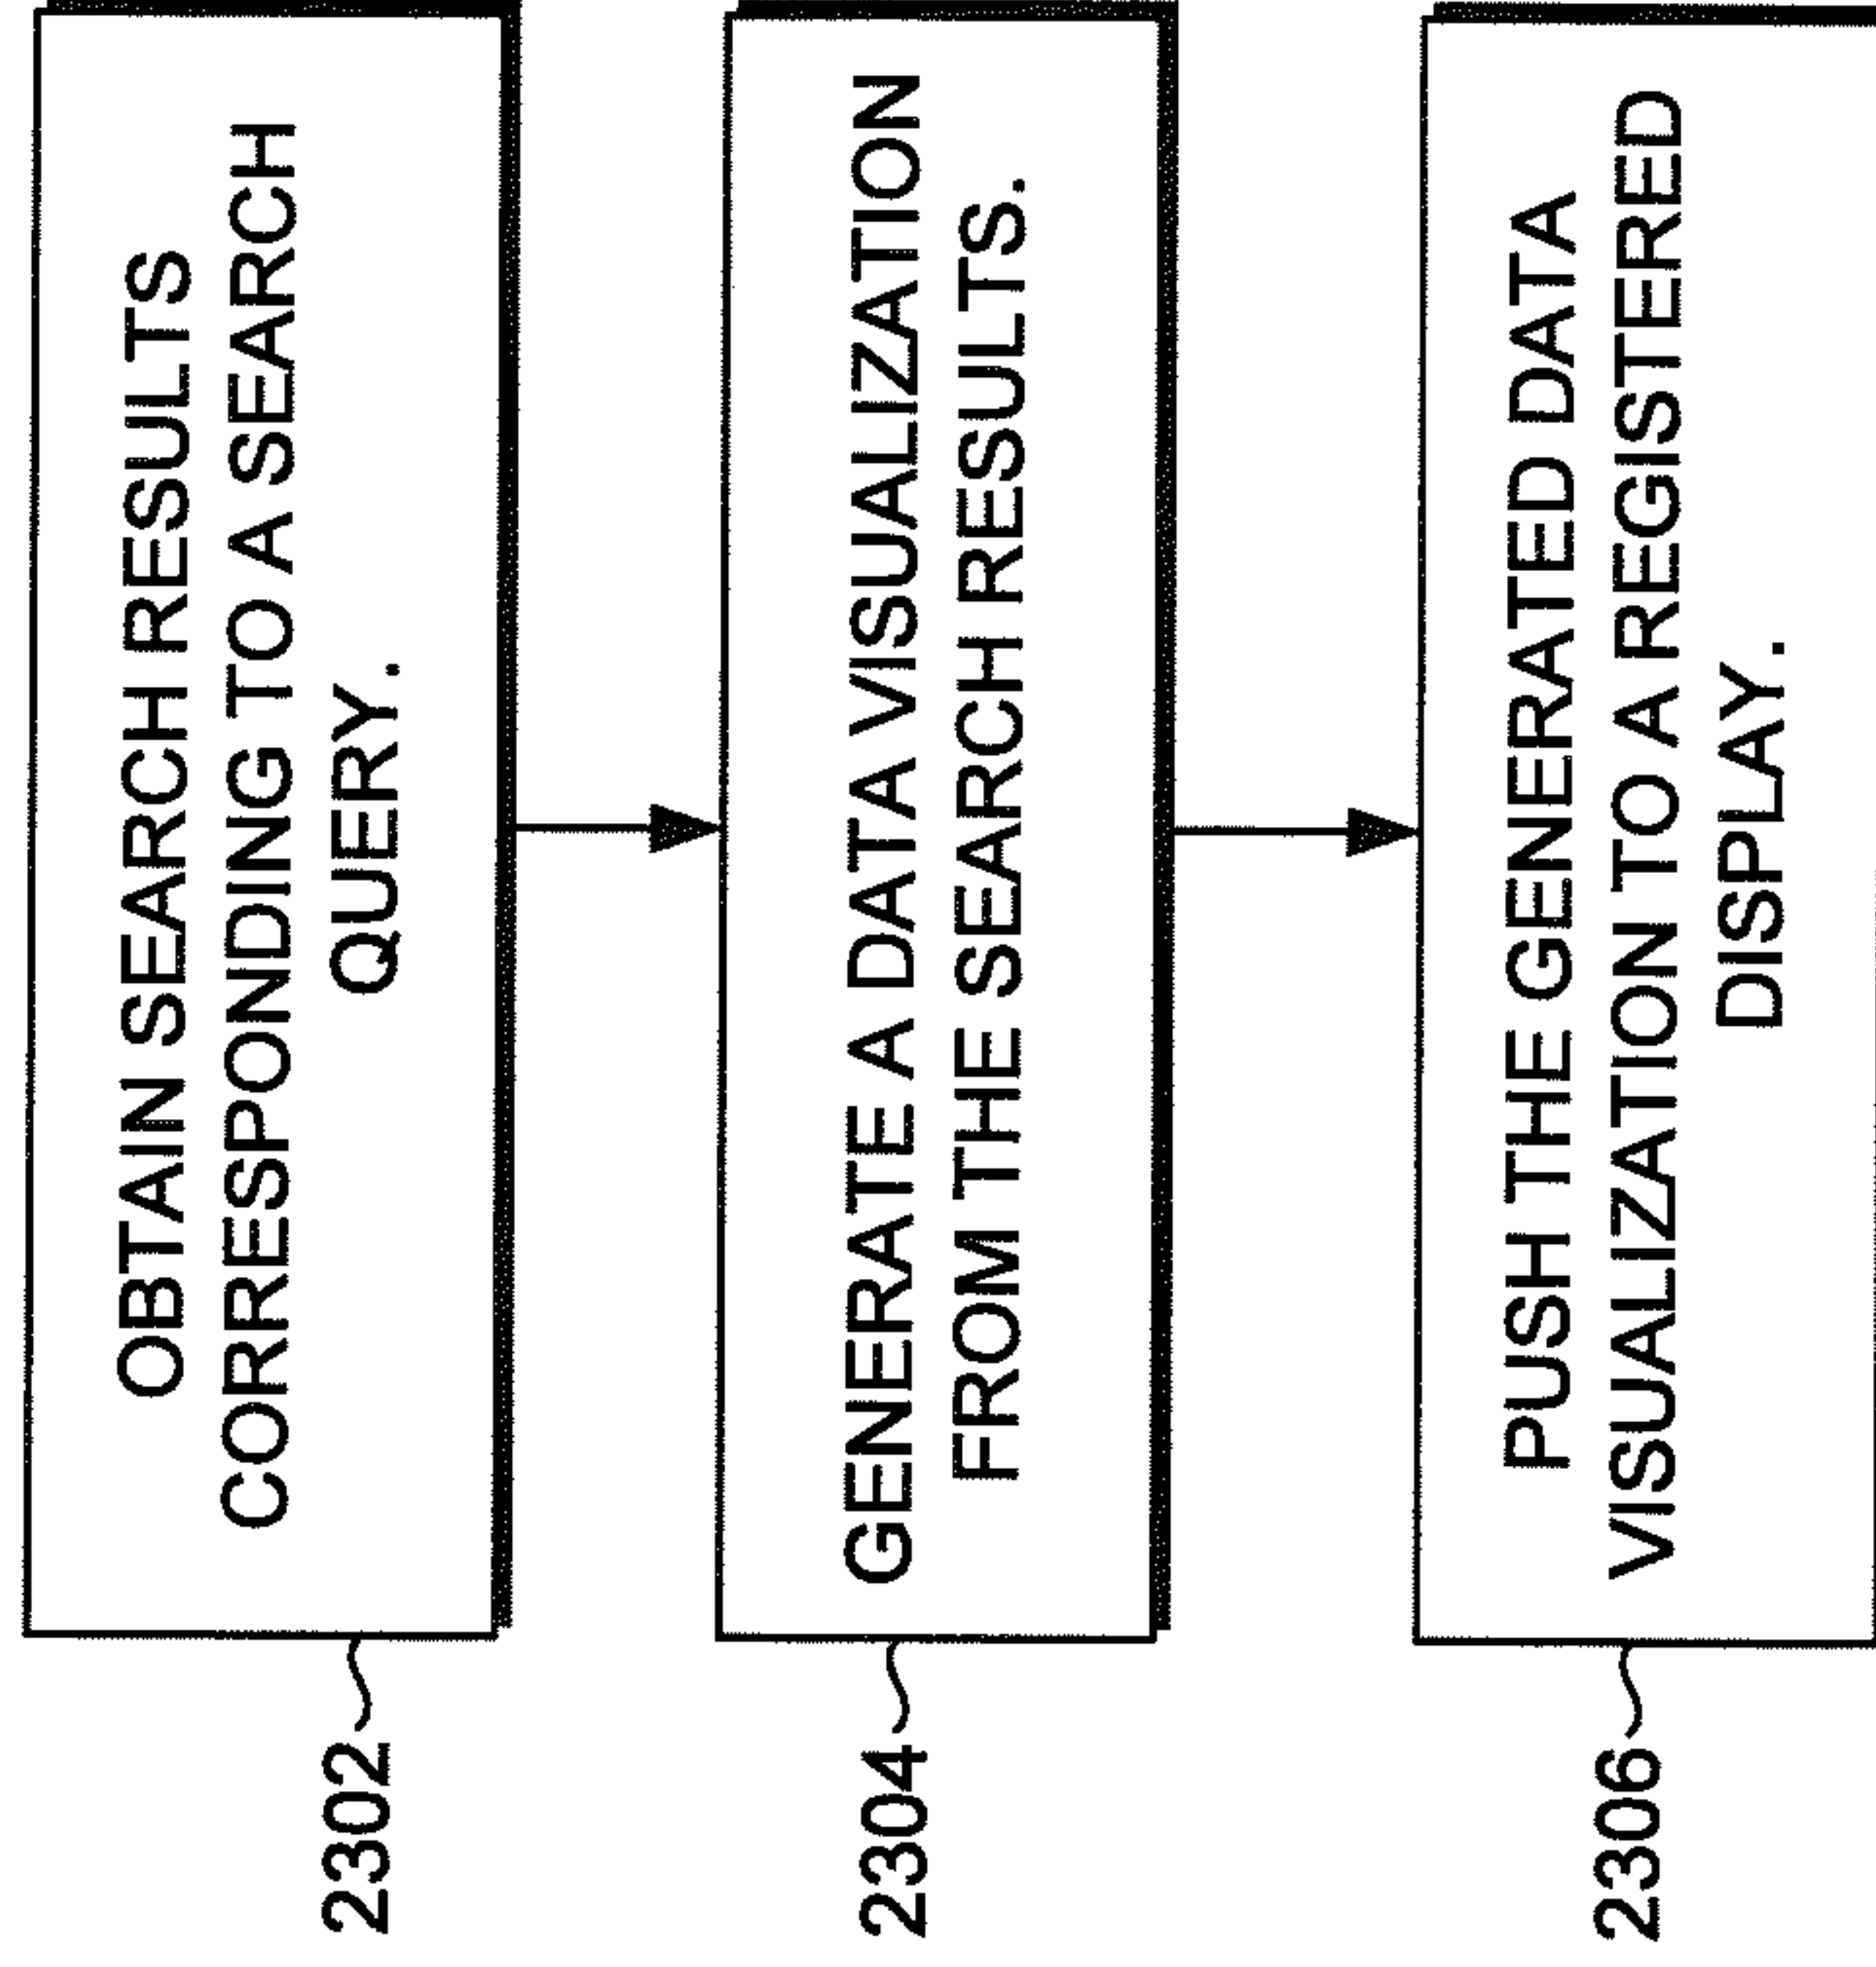 OBTAIN SEARCH RESULTS
CORRESPONDING TO A SEARCH
QUERY.
2302
GENERATE A DATA VISUALIZATION
FROM THE SEARCH RESULTS.
2304
PUSH THE GENERATED DATA
VISUALIZATION TO A REGISTERED
DISPLAY.
2306